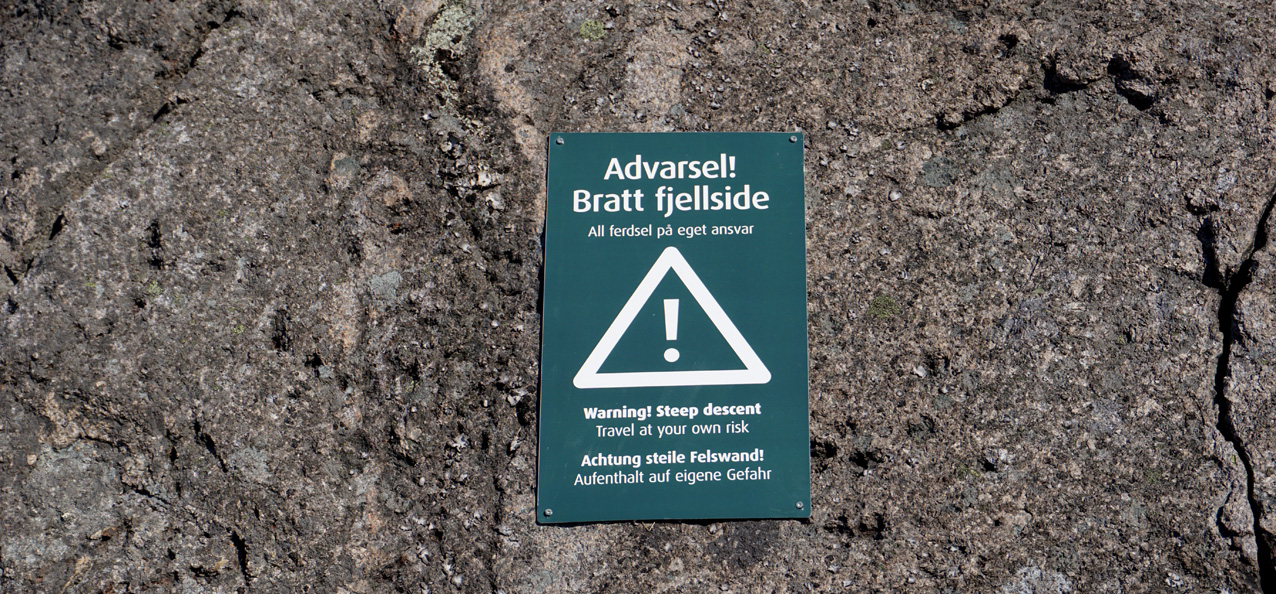 Advarsel!
Bratt fjellside
All ferdsel på eget ansvar
!
Warning! Steep descent
Travel at your own risk
Achtung steile Felswand!
Aufenthalt auf eigene Gefahr